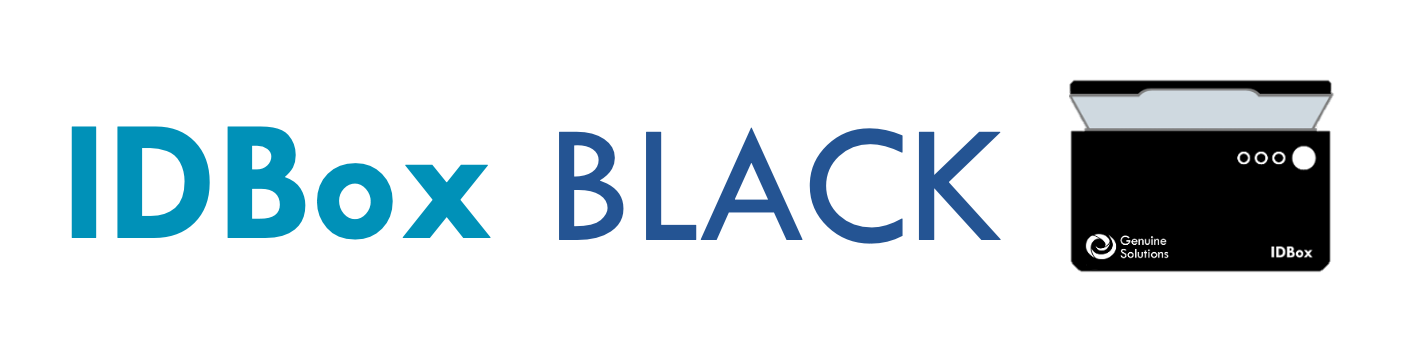 IDBox BLACK
Genuine
Solutions
IDBox